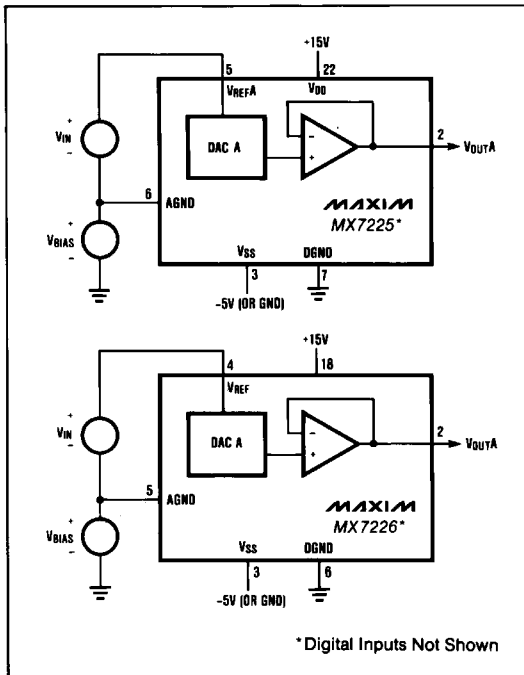 +15V
5
22
VREFA
VDD
+
VIN
−
DAC A
−
+
2
VOUTA
6
AGND
MAXIM
MX7225*
+
VBIAS
−
VSS
DGND
3
7
-5V (OR GND)
+15V
4
18
VREF
+
VIN
−
DAC A
−
+
2
VOUTA
5
AGND
MAXIM
MX7226*
+
VBIAS
−
VSS
DGND
3
6
-5V (OR GND)
*Digital Inputs Not Shown